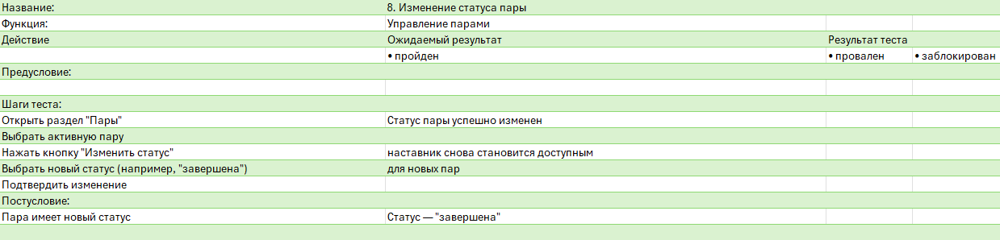 Название: 8. Изменение статуса пары
Функция: Управление парами
Действие Ожидаемый результат Результат теста
• пройден • провален • заблокирован
Предусловие:
Шаги теста:
Открыть раздел "Пары" Статус пары успешно изменен
Выбрать активную пару
Нажать кнопку "Изменить статус" наставник снова становится доступным
Выбрать новый статус (например, "завершена") для новых пар
Подтвердить изменение
Постусловие:
Пара имеет новый статус Статус — "завершена"